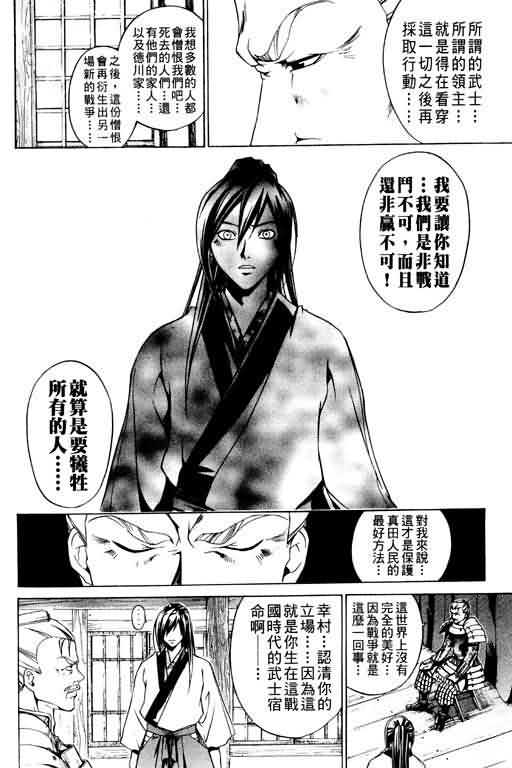 所謂的武士…
所謂的領主…
就是得在看穿
這一切之後再
採取行動…
我想多數的人都
會憎恨我們吧…
死去的人們…還
有他們的家人…
以及德川家…
之後，這份憎恨
會再衍生出另一
場新的戰爭…
我要讓你知道
…我們是非戰
鬥不可，而且
還非贏不可！
就算是要犧牲
所有的人……
對我來說…
這才是保護
真田人民的
最好方法…
這世界上沒有
完全的美好…
因為戰爭就是
這麼一回事…
幸村…認清你的
立場…因為這
就是你生在這戰
國時代的武士宿
命啊…
…